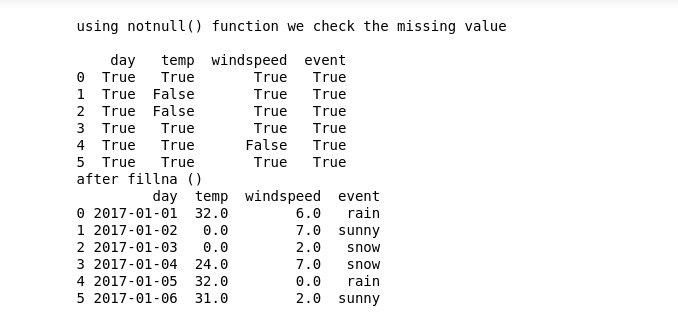 using notnull() function we check the missing value
day temp windspeed event
0 True True True True
1 True False True True
2 True False True True
3 True True True True
4 True True False True
5 True True True True
after fillna ()
day temp windspeed event
0 2017-01-01 32.0 6.0 rain
1 2017-01-02 0.0 7.0 sunny
2 2017-01-03 0.0 2.0 snow
3 2017-01-04 24.0 7.0 snow
4 2017-01-05 32.0 0.0 rain
5 2017-01-06 31.0 2.0 sunny